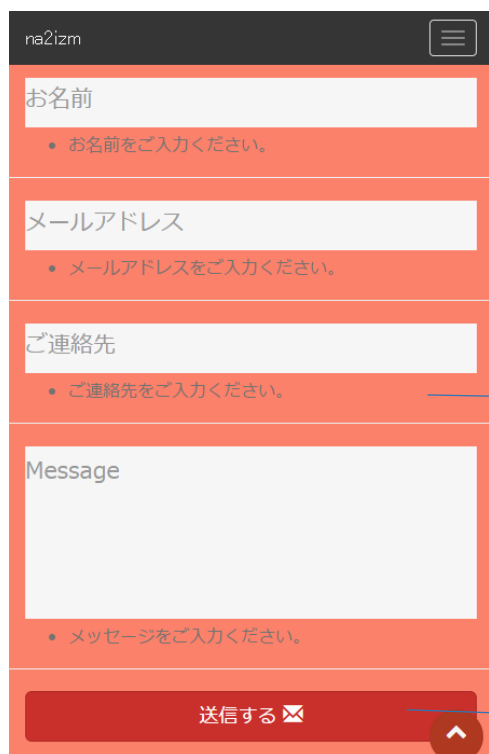 na2izm
お名前
お名前をご入力ください。
メールアドレス
メールアドレスをご入力ください。
ご連絡先
ご連絡先をご入力ください。
Message
メッセージをご入力ください。
送信する